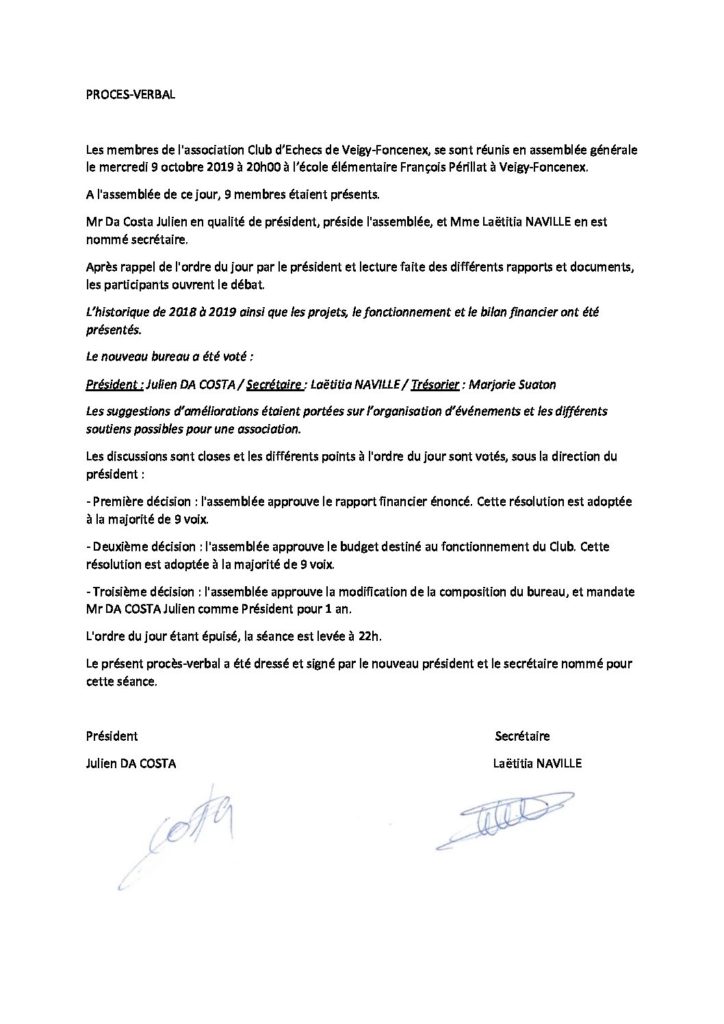 PROCES-VERBAL
Les membres de l'association Club d'Echecs de Veigy-Foncenex, se sont réunis en assemblée générale
le mercredi 9 octobre 2019 à 20h00 à l'école élémentaire François Périllat à Veigy-Foncenex.
A l'assemblée de ce jour, 9 membres étaient présents.
Mr Da Costa Julien en qualité de président, préside l'assemblée, et Mme Laëtitia NAVILLE en est
nommé secrétaire.
Après rappel de l'ordre du jour par le président et lecture faite des différents rapports et documents,
les participants ouvrent le débat.
L'historique de 2018 à 2019 ainsi que les projets, le fonctionnement et le bilan financier ont été
présentés.
Le nouveau bureau a été voté :
Président : Julien DA COSTA / Secrétaire : Laëtitia NAVILLE / Trésorier : Marjorie Suaton
Les suggestions d'améliorations étaient portées sur l'organisation d'événements et les différents
soutiens possibles pour une association.
Les discussions sont closes et les différents points à l'ordre du jour sont votés, sous la direction du
président :
- Première décision : l'assemblée approuve le rapport financier énoncé. Cette résolution est adoptée
à la majorité de 9 voix.
- Deuxième décision : l'assemblée approuve le budget destiné au fonctionnement du Club. Cette
résolution est adoptée à la majorité de 9 voix.
- Troisième décision : l'assemblée approuve la modification de la composition du bureau, et mandate
Mr DA COSTA Julien comme Président pour 1 an.
L'ordre du jour étant épuisé, la séance est levée à 22h.
Le présent procès-verbal a été dressé et signé par le nouveau président et le secrétaire nommé pour
cette séance.
Président Secrétaire
Julien DA COSTA Laëtitia NAVILLE
costa